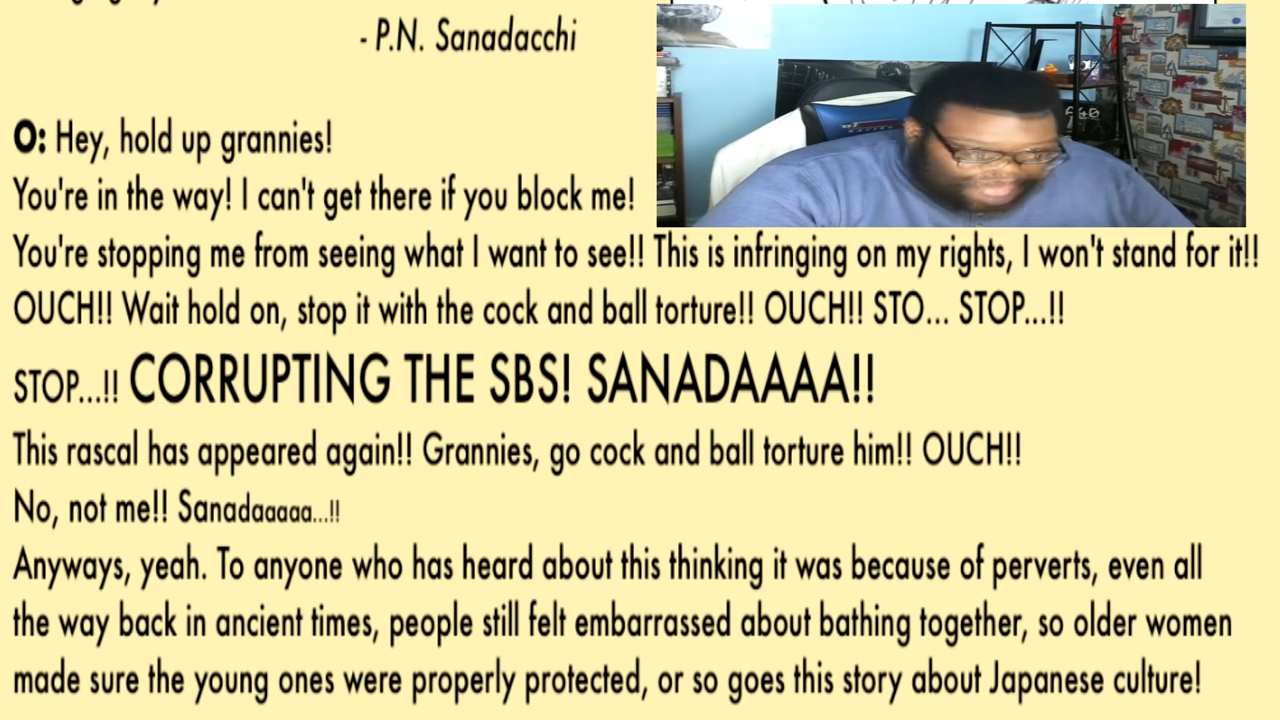 - P.N. Sanadacchi
O: Hey, hold up grannies!
You're in the way! I can't get there if you block me!
You're stopping me from seeing what I want to see!! This is infringing on my rights, I won't stand for it!!
OUCH!! Wait hold on, stop it with the cock and ball torture!! OUCH!! STO... STOP...!!
STOP...!! CORRUPTING THE SBS! SANADAAAA!!
This rascal has appeared again!! Grannies, go cock and ball torture him!! OUCH!!
No, not me!! Sanadaaaaa...!!
Anyways, yeah. To anyone who has heard about this thinking it was because of perverts, even all
the way back in ancient times, people still felt embarrassed about bathing together, so older women
made sure the young ones were properly protected, or so goes this story about Japanese culture!